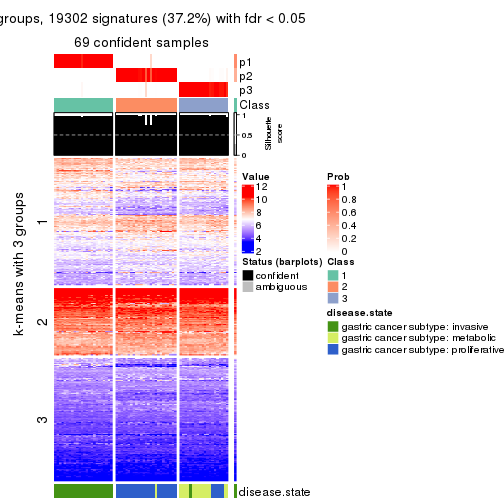 groups, 19302 signatures (37.2%) with fdr < 0.05
69 confident samples
p1
p2
p3
Class
1
0.5
0
Silhouette
score
k-means with 3 groups
1
2
3
disease.state
Value
12
10
8
6
4
2
Prob
1
0.8
0.6
0.4
0.2
0
Status (barplots)
confident
ambiguous
Class
1
2
3
disease.state
gastric cancer subtype: invasive
gastric cancer subtype: metabolic
gastric cancer subtype: proliferative